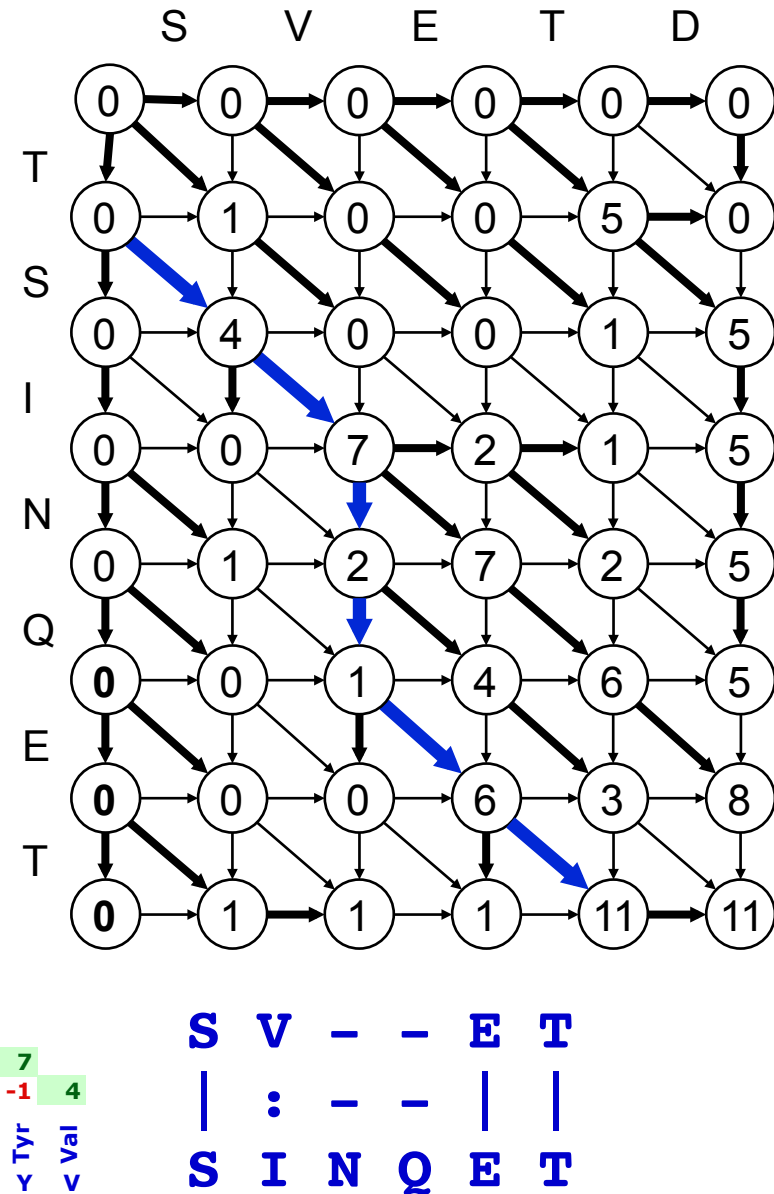 S V E T D
0 0 0 0 0 0
T
0 1 0 0 5 0
S
0 4 0 0 1 5
I
0 0 7 2 1 5
N
0 1 2 7 2 5
Q
0 0 1 4 6 5
E
0 0 0 6 3 8
T
0 1 1 1 11 11
S V - - E T
| : - - | |
S I N Q E T
7
-1 4
Y Tyr
V Val